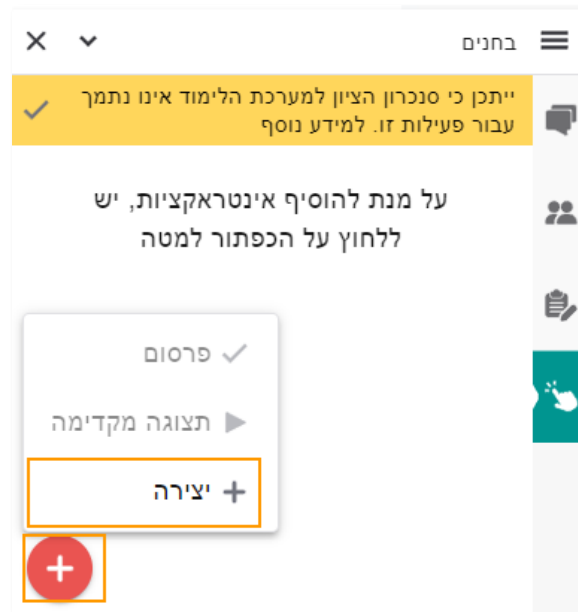 בחנים
ייתכן כי סנכרון הציון למערכת הלימוד אינו נתמך
עבור פעילות זו. למידע נוסף
על מנת להוסיף אינטראקציות, יש
ללחוץ על הכפתור למטה
פרסום
תצוגה מקדימה
יצירה